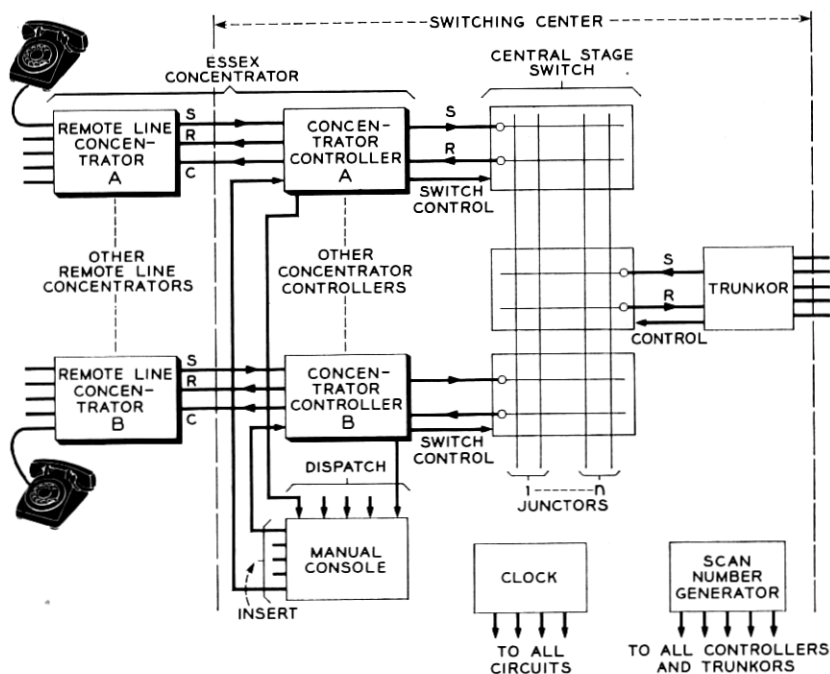 SWITCHING CENTER
ESSEX
CONCENTRATOR
CENTRAL STAGE
SWITCH
REMOTE LINE
CONCEN-
TRATOR
A
S
R
C
CONCEN-
TRATOR
CONTROLLER
A
S
R
SWITCH
CONTROL
OTHER
REMOTE LINE
CONCENTRATORS
OTHER
CONCENTRATOR
CONTROLLERS
S
R
TRUNKOR
CONTROL
REMOTE LINE
CONCEN-
TRATOR
B
S
R
C
CONCEN-
TRATOR
CONTROLLER
B
SWITCH
CONTROL
DISPATCH
1 n
JUNCTORS
MANUAL
CONSOLE
INSERT
CLOCK
SCAN
NUMBER
GENERATOR
TO ALL
CIRCUITS
TO ALL CONTROLLERS
AND TRUNKORS